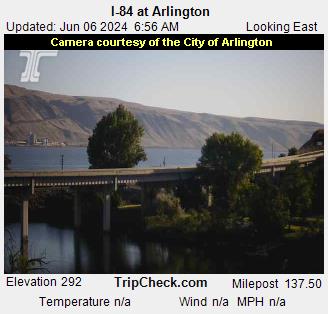 I-84 at Arlington
Updated: Jun 06 2024 6:56 AM Looking East
Camera courtesy of the City of Arlington
Elevation 292 TripCheck.com Milepost 137.50
Temperature n/a Wind n/a MPH n/a